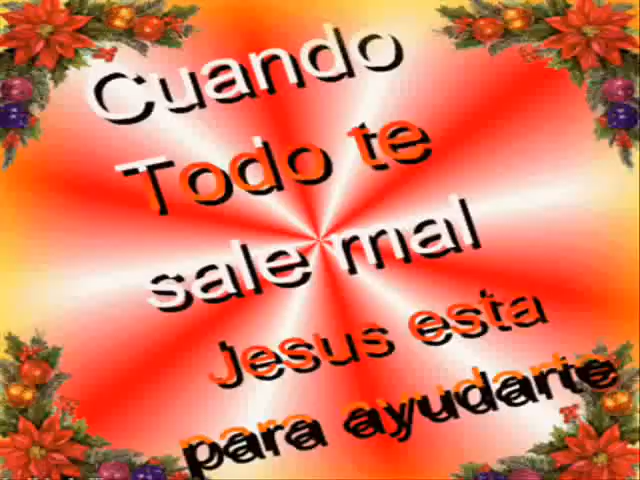 Cuando
Todo te
sale mal
Jesus esta
para ayudarte